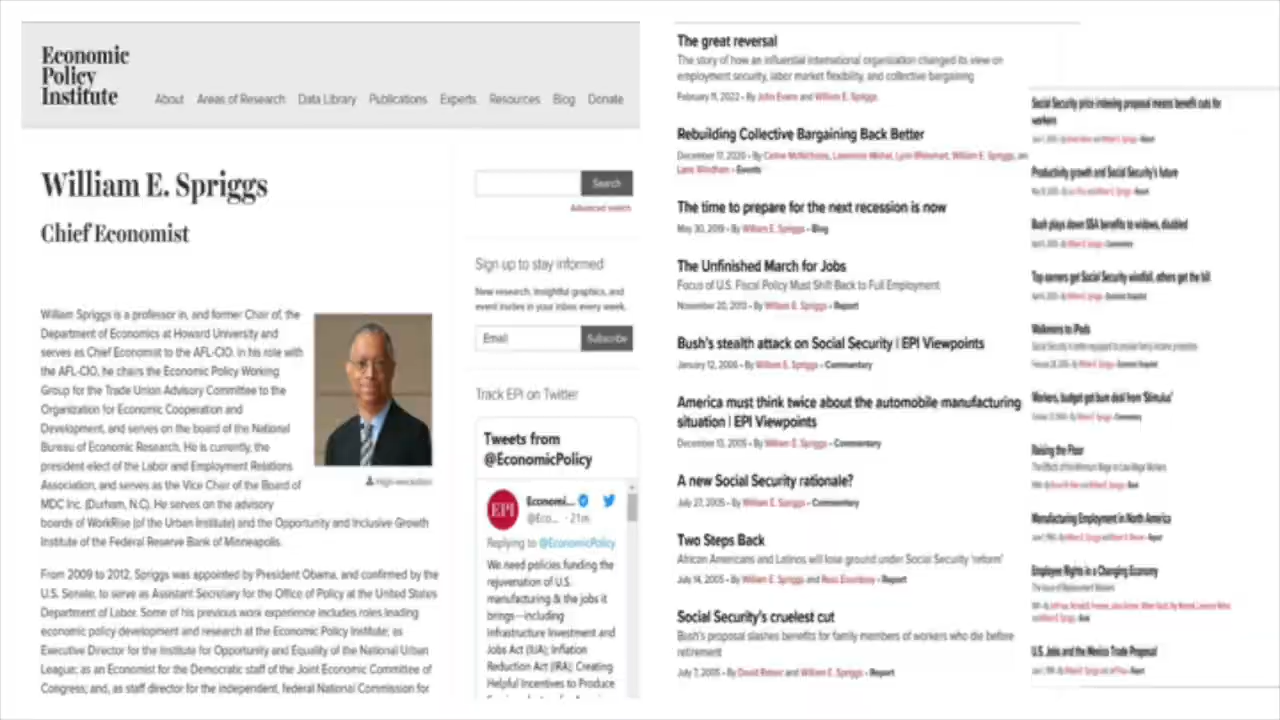 Economic
Policy
Institute
About Areas of Research Data Library Publications Experts Resources Blog Donate
William E. Spriggs
Chief Economist
William Spriggs is a professor in, and former Chair of, the
Department of Economics at Howard University and
serves as Chief Economist to the AFL-CIO. In his role with
the AFL-CIO, he chairs the Economic Policy Working
Group for the Trade Union Advisory Committee to the
Organization for Economic Cooperation and
Development, and serves on the board of the National
Bureau of Economic Research. He is currently, the
president elect of the Labor and Employment Relations
Association, and serves as the Vice Chair of the Board of
MDC Inc. (Durham, N.C). He serves on the advisory
boards of WorkRise (of the Urban Institute) and the Opportunity and Inclusive Growth
Institute of the Federal Reserve Bank of Minneapolis.
High-resolution
From 2009 to 2012, Spriggs was appointed by President Obama, and confirmed by the
U.S. Senate, to serve as Assistant Secretary for the Office of Policy at the United States
Department of Labor. Some of his previous work experience includes roles leading
economic policy development and research at the Economic Policy Institute; as
Executive Director for the Institute for Opportunity and Equality of the National Urban
League; as an Economist for the Democratic staff of the Joint Economic Committee of
Congress; and, as staff director for the independent, federal National Commission for
Search
Advanced search
Sign up to stay informed
New research, insightful graphics, and
event invites in your inbox every week.
Email Subscribe
Track EPI on Twitter
Tweets from
@EconomicPolicy
EPI
Economi...
@Eco... · 21m
Replying to @EconomicPolicy
We need policies funding the
rejuvenation of U.S.
manufacturing & the jobs it
brings—including
Infrastructure Investment and
Jobs Act (IIJA); Inflation
Reduction Act (IRA); Creating
Helpful Incentives to Produce
The great reversal
The story of how an influential international organisation changed its view on
employment security, labor market flexibility, and collective bargaining
February 11, 2022 • By John Evans and William E. Spriggs
Rebuilding Collective Bargaining Back Better
December 17, 2020 • By Celine McNicholas, Lawrence Mishel, Lynn Rhinehart, William E. Spriggs, an
Lane Windham • Events
The time to prepare for the next recession is now
May 30, 2019 • By William E. Spriggs • Blog
The Unfinished March for Jobs
Focus of U.S. Fiscal Policy Must Shift Back to Full Employment
November 20, 2013 • By William E. Spriggs • Report
Bush's stealth attack on Social Security | EPI Viewpoints
January 12, 2006 • By William E. Spriggs • Commentary
America must think twice about the automobile manufacturing
situation | EPI Viewpoints
December 13, 2005 • By William E. Spriggs • Commentary
A new Social Security rationale?
July 27, 2005 • By William E. Spriggs • Commentary
Two Steps Back
African Americans and Latinos will lose ground under Social Security 'reform'
July 14, 2005 • By William E. Spriggs and • Report
Social Security's cruelest cut
Bush's proposal slashes benefits for family members of workers who die before
retirement
July 7, 2005 • By David Ratner and William E. Spriggs • Report
Social Security price-indexing proposal means benefit cuts for
workers
Productivity growth and Social Security's future
Bush plays down SSA benefits to widows, disabled
Top earners get Social Security windfall, others get the bill
Workers, budget get bum deal from 'Stimulus'
Raising the Floor
The Effects of the Minimum Wage on Low-Wage Workers
Manufacturing Employment in North America
Employee Rights in a Changing Economy
U.S. Jobs and the Mexico Trade Proposal